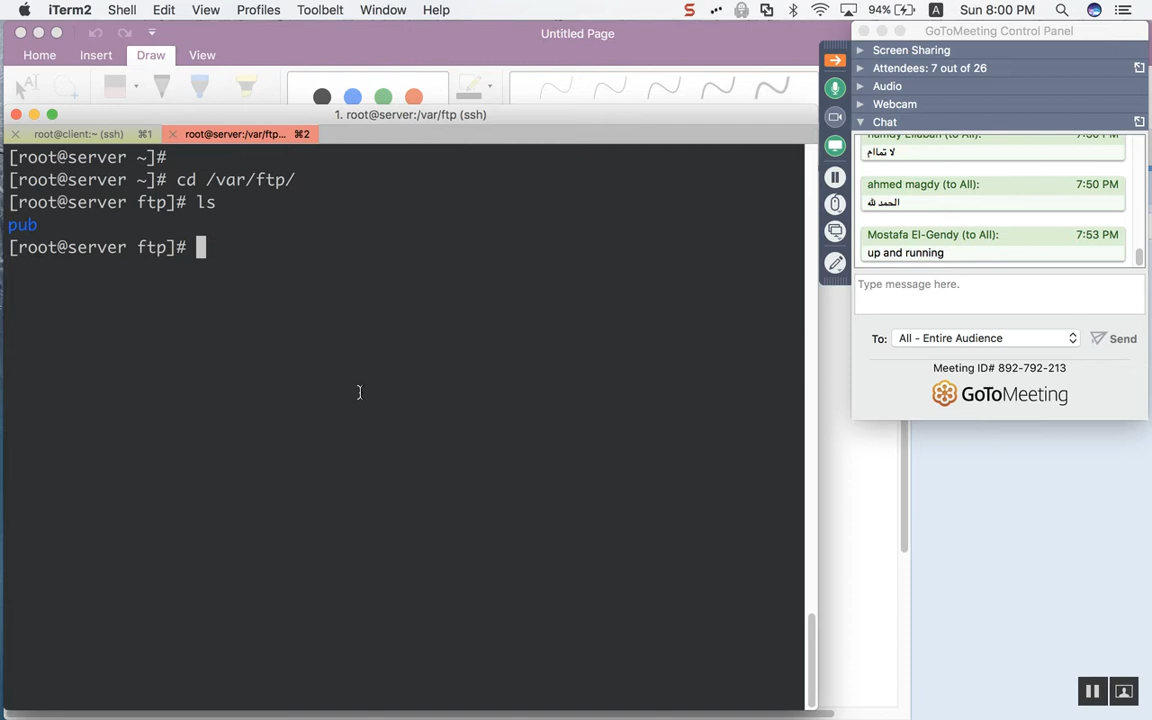 iTerm2 Shell Edit View Profiles Toolbelt Window Help
94% A Sun 8:00 PM
Untitled Page
Home Insert Draw View
1. root@server:/var/ftp (ssh)
root@client:~ (ssh) ⌘1 root@server:/var/ftp... ⌘2
[root@server ~]#
[root@server ~]# cd /var/ftp/
[root@server ftp]# ls
pub
[root@server ftp]#
GoToMeeting Control Panel
Screen Sharing
Attendees: 7 out of 26
Audio
Webcam
Chat
لا تماام
ahmed magdy (to All): 7:50 PM
الحمد لله
Mostafa El-Gendy (to All): 7:53 PM
up and running
Type message here.
To: All - Entire Audience Send
Meeting ID# 892-792-213
GoToMeeting